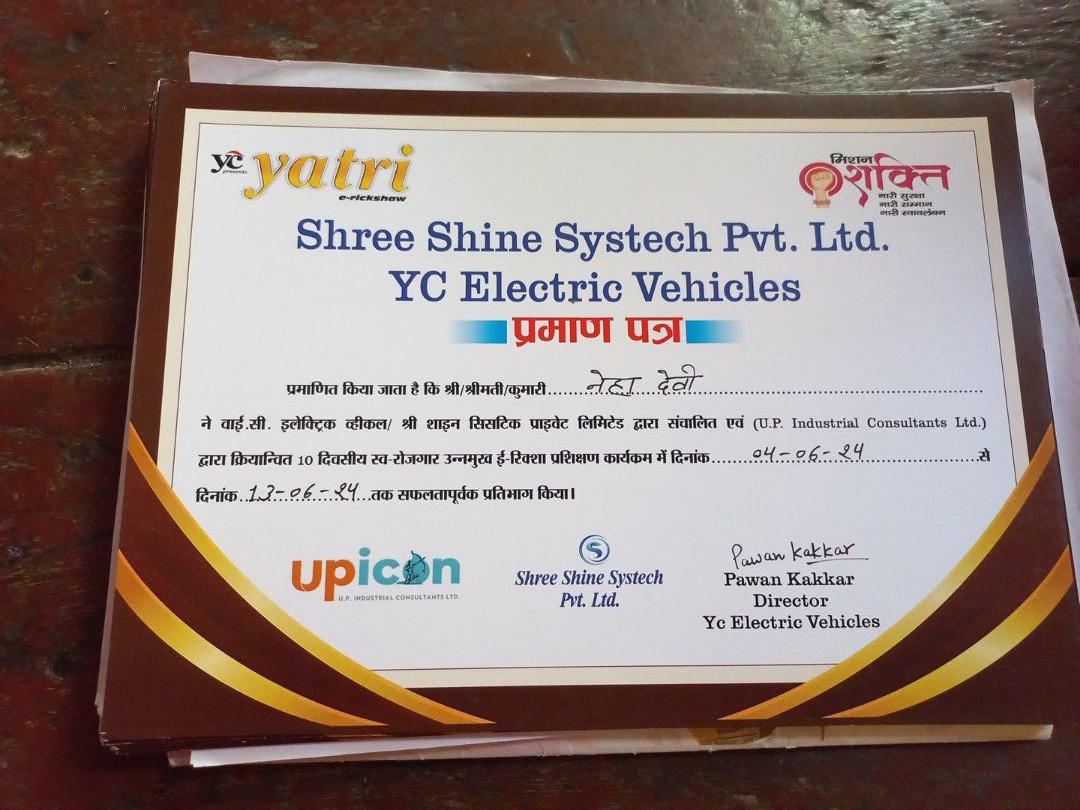 yc presents yatri e-rickshaw
मिशन शक्ति
नारी सुरक्षा
नारी सम्मान
नारी स्वावलंबन
Shree Shine Systech Pvt. Ltd.
YC Electric Vehicles
प्रमाण पत्र
प्रमाणित किया जाता है कि श्री/श्रीमती/कुमारी......नेहा देवी......
ने वाई.सी. इलेक्ट्रिक व्हीकल/ श्री शाइन सिसटिक प्राइवेट लिमिटेड द्वारा संचालित एवं (U.P. Industrial Consultants Ltd.)
द्वारा क्रियान्वित 10 दिवसीय स्व-रोजगार उन्नमुख ई-रिक्शा प्रशिक्षण कार्यकम में दिनांक......04-06-24......से
दिनांक...13-06-24...तक सफलतापूर्वक प्रतिभाग किया।
upicon
U.P. INDUSTRIAL CONSULTANTS LTD.
S
Shree Shine Systech
Pvt. Ltd.
Pawan Kakkar
Pawan Kakkar
Director
Yc Electric Vehicles